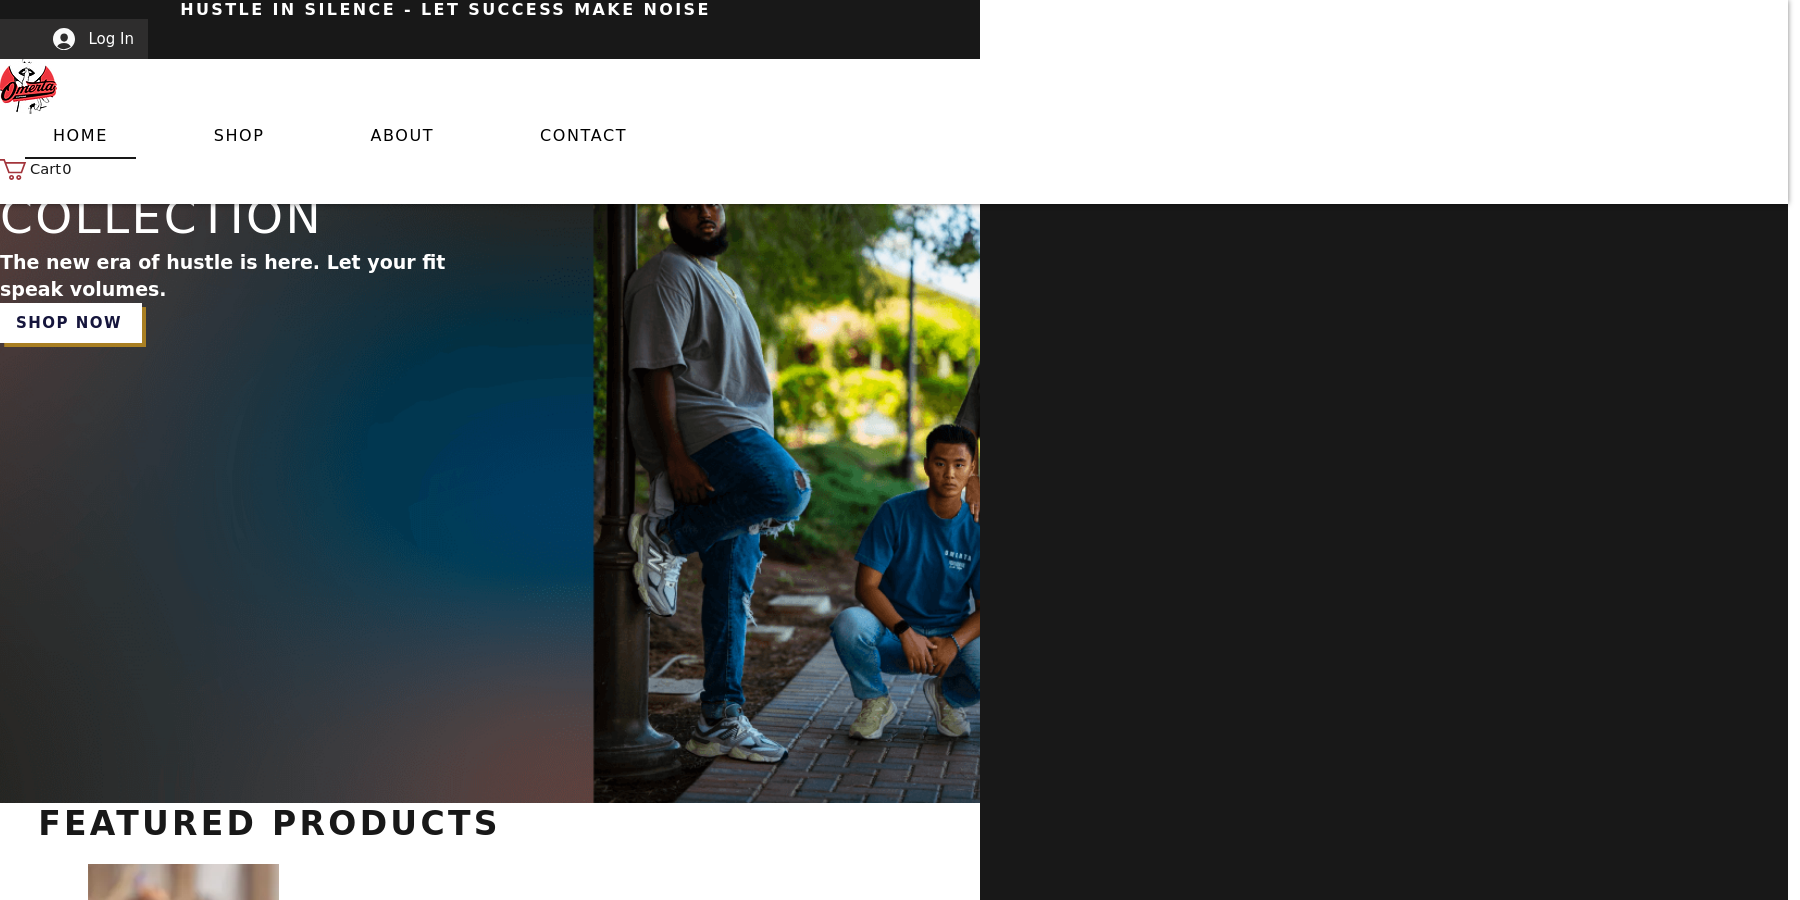 HUSTLE IN SILENCE - LET SUCCESS MAKE NOISE
Log In
Omerta
HOME
SHOP
ABOUT
CONTACT
Cart0
COLLECTION
The new era of hustle is here. Let your fit
speak volumes.
SHOP NOW
OMERTA
FEATURED PRODUCTS